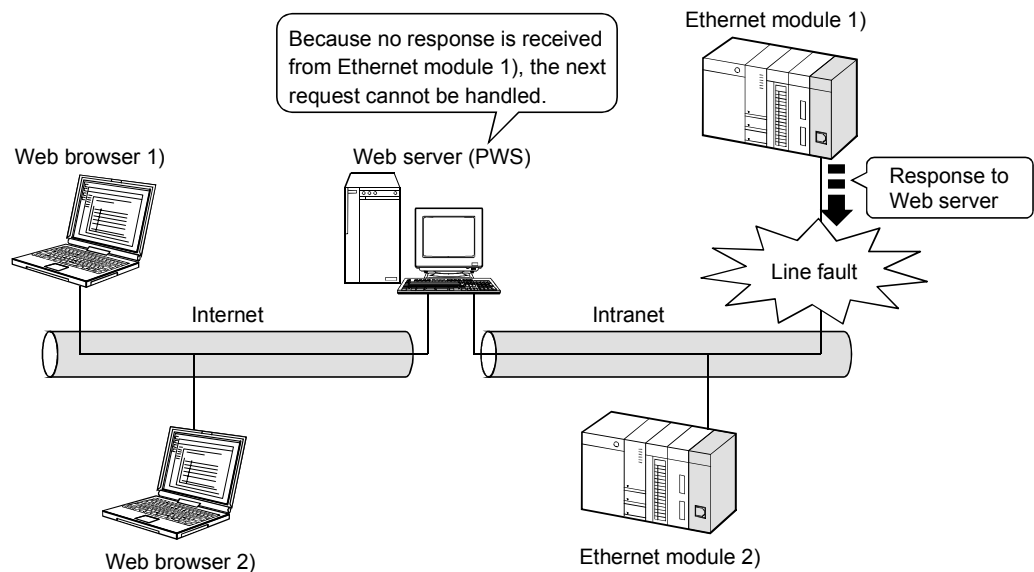 Ethernet module 1)
Because no response is received
from Ethernet module 1), the next
request cannot be handled.
Web browser 1)
Web server (PWS)
Response to
Web server
Line fault
Internet
Intranet
Web browser 2)
Ethernet module 2)